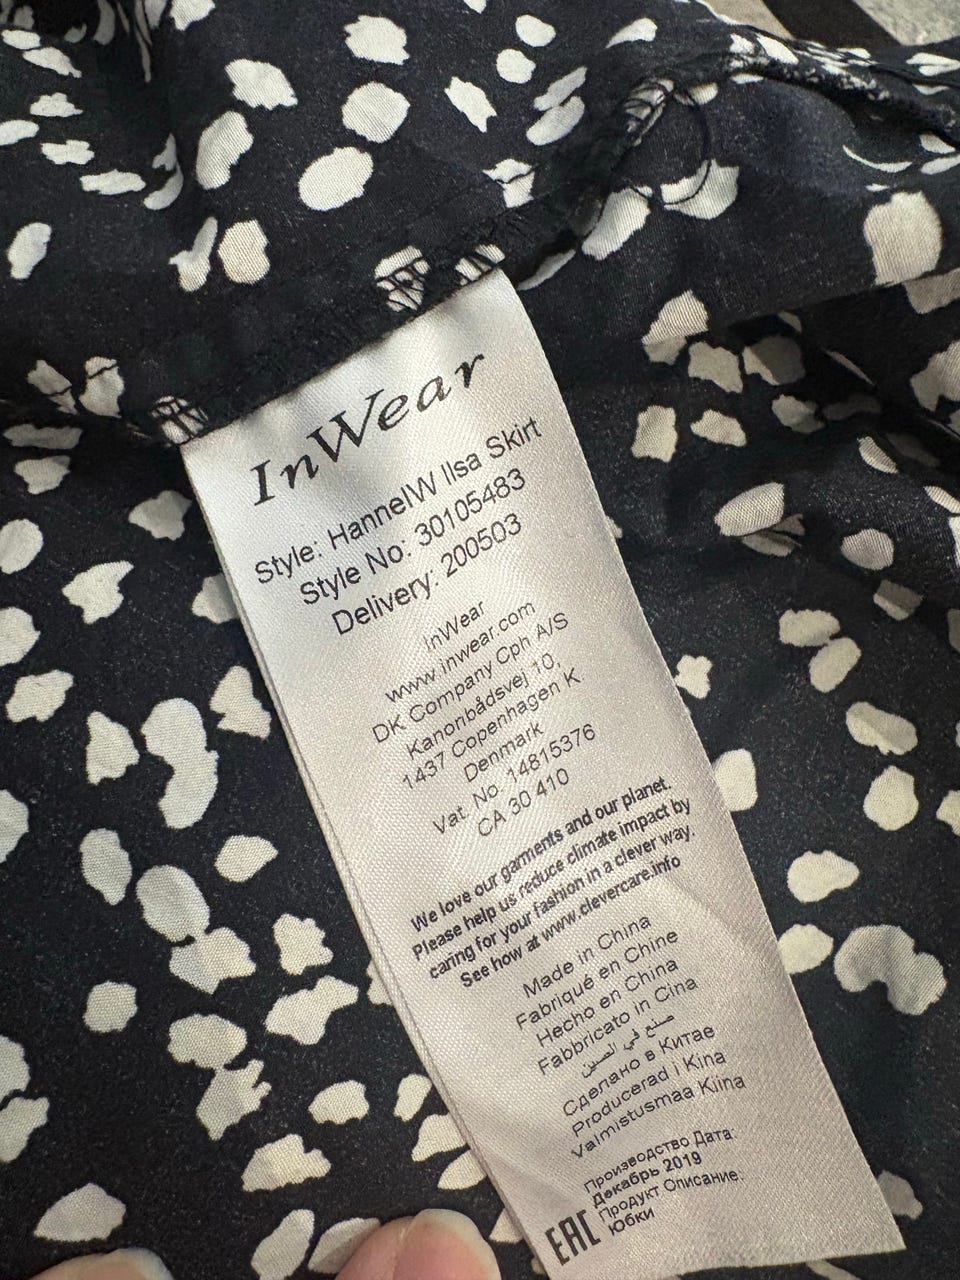 InWear
Style: HanneIW Ilsa Skirt
Style No: 30105483
Delivery: 200503
InWear
www.inwear.com
DK Company Cph A/S
Kanonbådsvej 10,
1437 Copenhagen K
Denmark
Vat. No. 14815376
CA 30 410
We love our garments and our planet.
Please help us reduce climate impact by
caring for your fashion in a clever way.
See how at www.clevercare.info
Made in China
Fabriqué en Chine
Hecho en China
Fabbricato in Cina
صنع في الصين
Сделано в Китае
Producerad i Kina
Valmistusmaa Kiina
Производство Дата:
Декабрь 2019
Продукт Описание:
Юбки
EAC